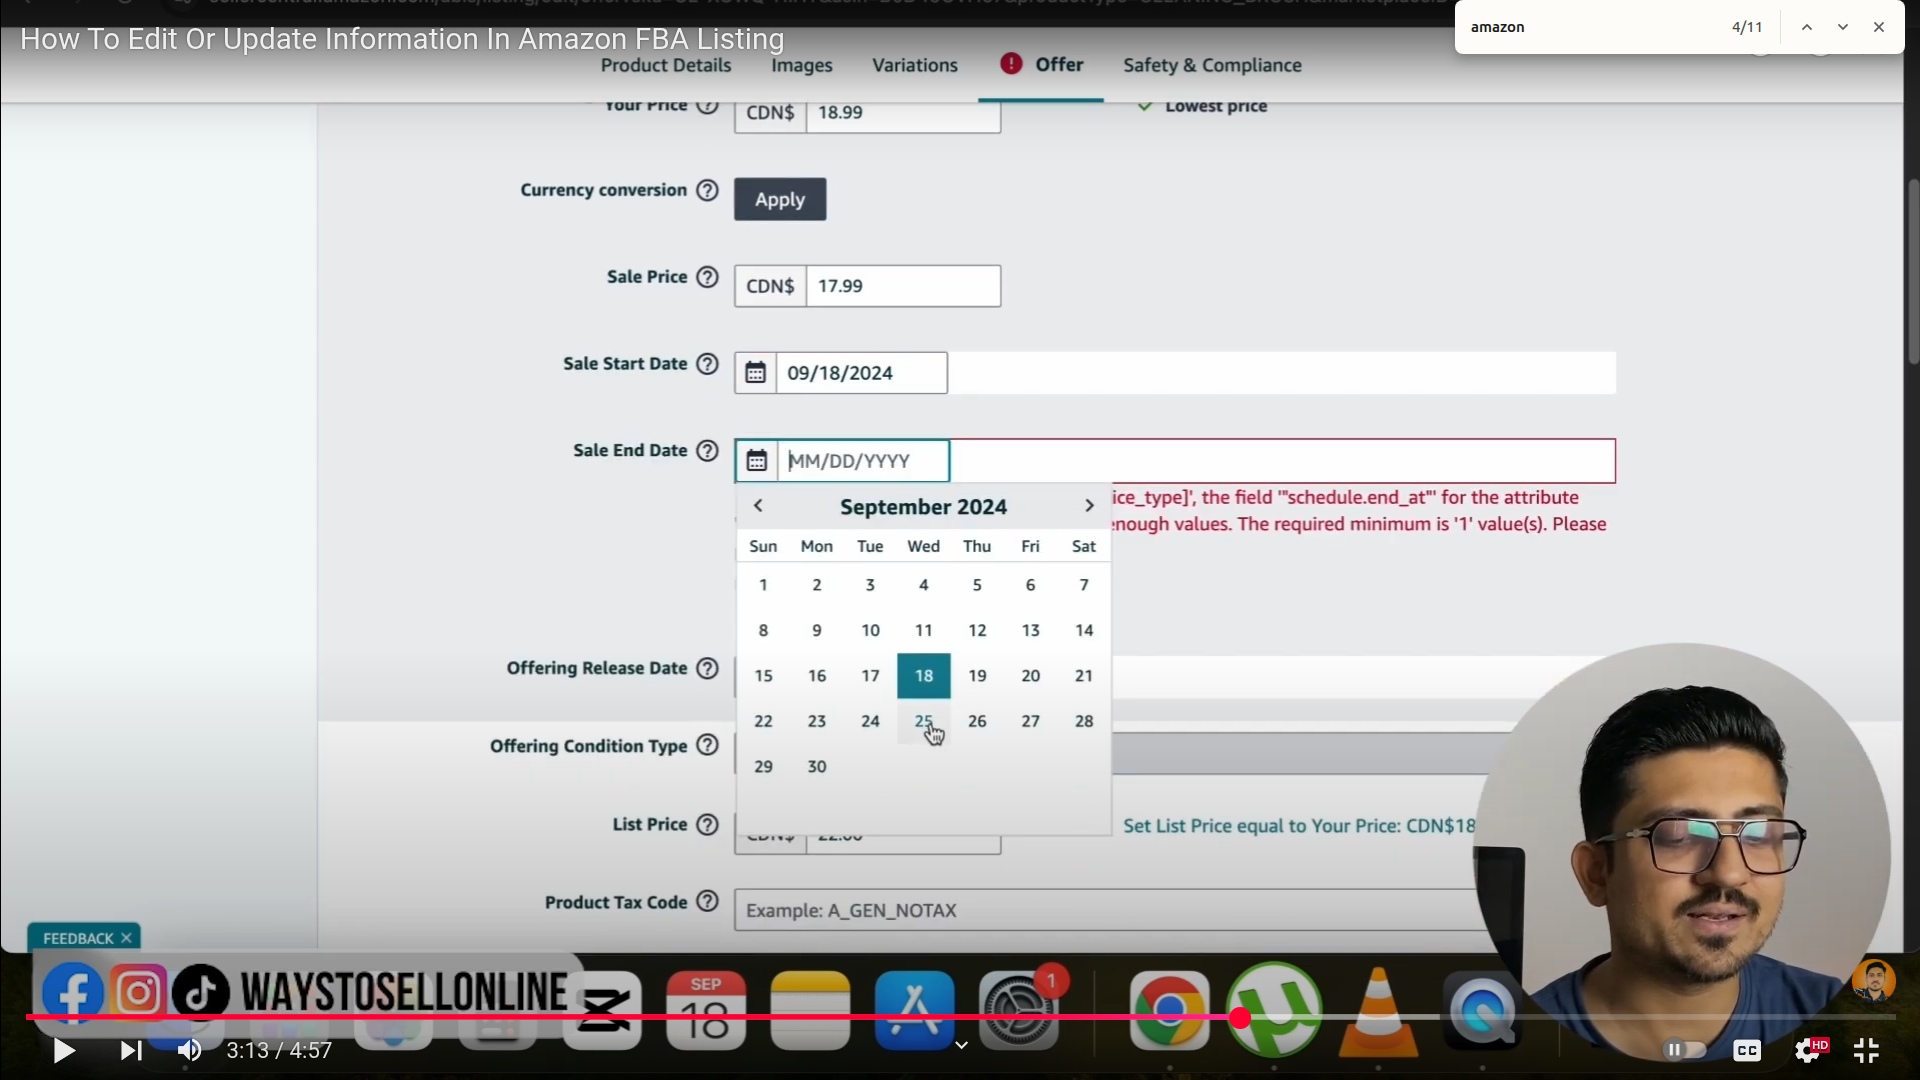 How To Edit Or Update Information In Amazon FBA Listing
amazon 4/11
Product Details Images Variations Offer Safety & Compliance
Your Price CDN$ 18.99 Lowest price
Currency conversion Apply
Sale Price CDN$ 17.99
Sale Start Date 09/18/2024
Sale End Date MM/DD/YYYY
September 2024
ice_type]', the field '"schedule.end_at"' for the attribute
enough values. The required minimum is '1' value(s). Please
Sun Mon Tue Wed Thu Fri Sat
1 2 3 4 5 6 7
8 9 10 11 12 13 14
15 16 17 18 19 20 21
22 23 24 25 26 27 28
29 30
Offering Release Date
Offering Condition Type
List Price CDN$ 22.00 Set List Price equal to Your Price: CDN$18
Product Tax Code Example: A_GEN_NOTAX
FEEDBACK
WAYSTOSELLONLINE
SEP
18
1
3:13 / 4:57
CC
HD